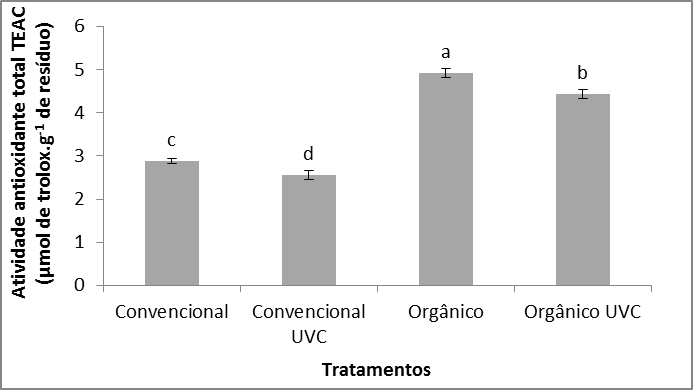 Atividade antioxidante total TEAC
(µmol de trolox.g⁻¹ de resíduo)
6
5
4
3
2
1
0
c
d
a
b
Convencional
Convencional
UVC
Orgânico
Orgânico UVC
Tratamentos